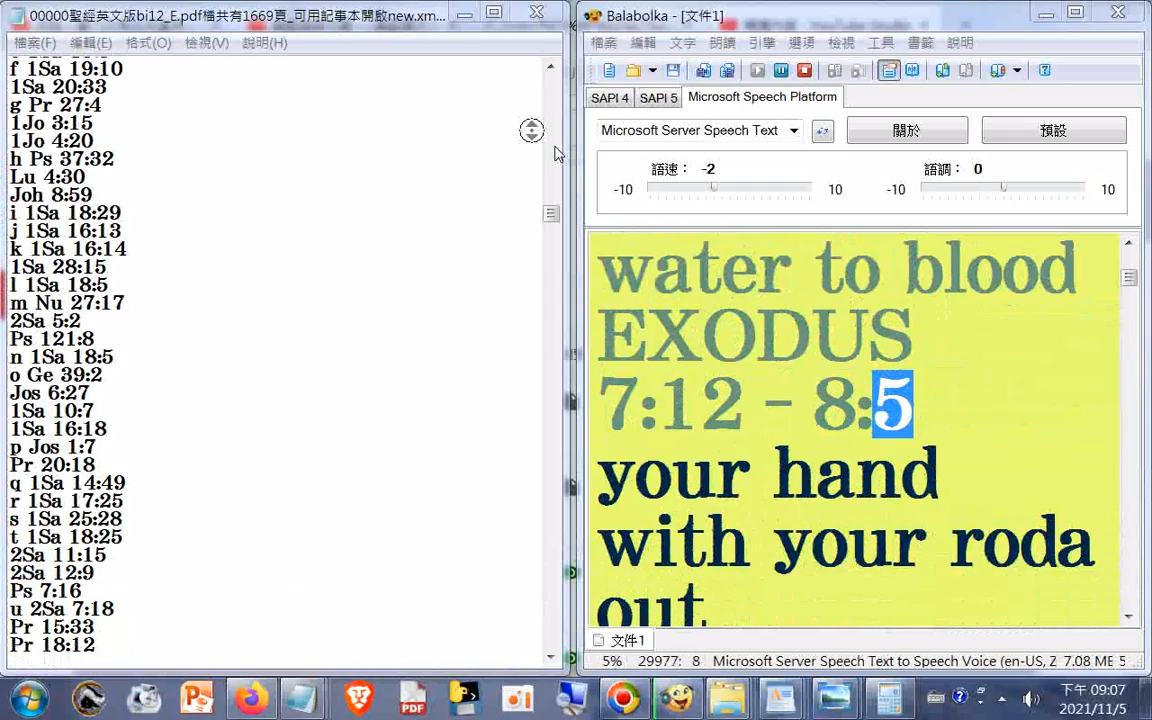 00000聖經英文版bi12_E.pdf檔共有1669頁_可用記事本開啟new.xm...
檔案(F) 編輯(E) 格式(O) 檢視(V) 說明(H)
f 1Sa 19:10
1Sa 20:33
g Pr 27:4
1Jo 3:15
1Jo 4:20
h Ps 37:32
Lu 4:30
Joh 8:59
i 1Sa 18:29
j 1Sa 16:13
k 1Sa 16:14
1Sa 28:15
l 1Sa 18:5
m Nu 27:17
2Sa 5:2
Ps 121:8
n 1Sa 18:5
o Ge 39:2
Jos 6:27
1Sa 10:7
1Sa 16:18
p Jos 1:7
Pr 20:18
q 1Sa 14:49
r 1Sa 17:25
s 1Sa 25:28
t 1Sa 18:25
2Sa 11:15
2Sa 12:9
Ps 7:16
u 2Sa 7:18
Pr 15:33
Pr 18:12
Balabolka - [文件1]
檔案 編輯 文字 朗讀 引擎 選項 檢視 工具 書籤 說明
SAPI 4 SAPI 5 Microsoft Speech Platform
Microsoft Server Speech Text 關於 預設
語速： -2 語調： 0
-10 10 -10 10
water to blood
EXODUS
7:12 – 8:5
your hand
with your roda
out
文件1
5% 29977: 8 Microsoft Server Speech Text to Speech Voice (en-US, Z 7.08 MB 5
PDF
下午 09:07
2021/11/5